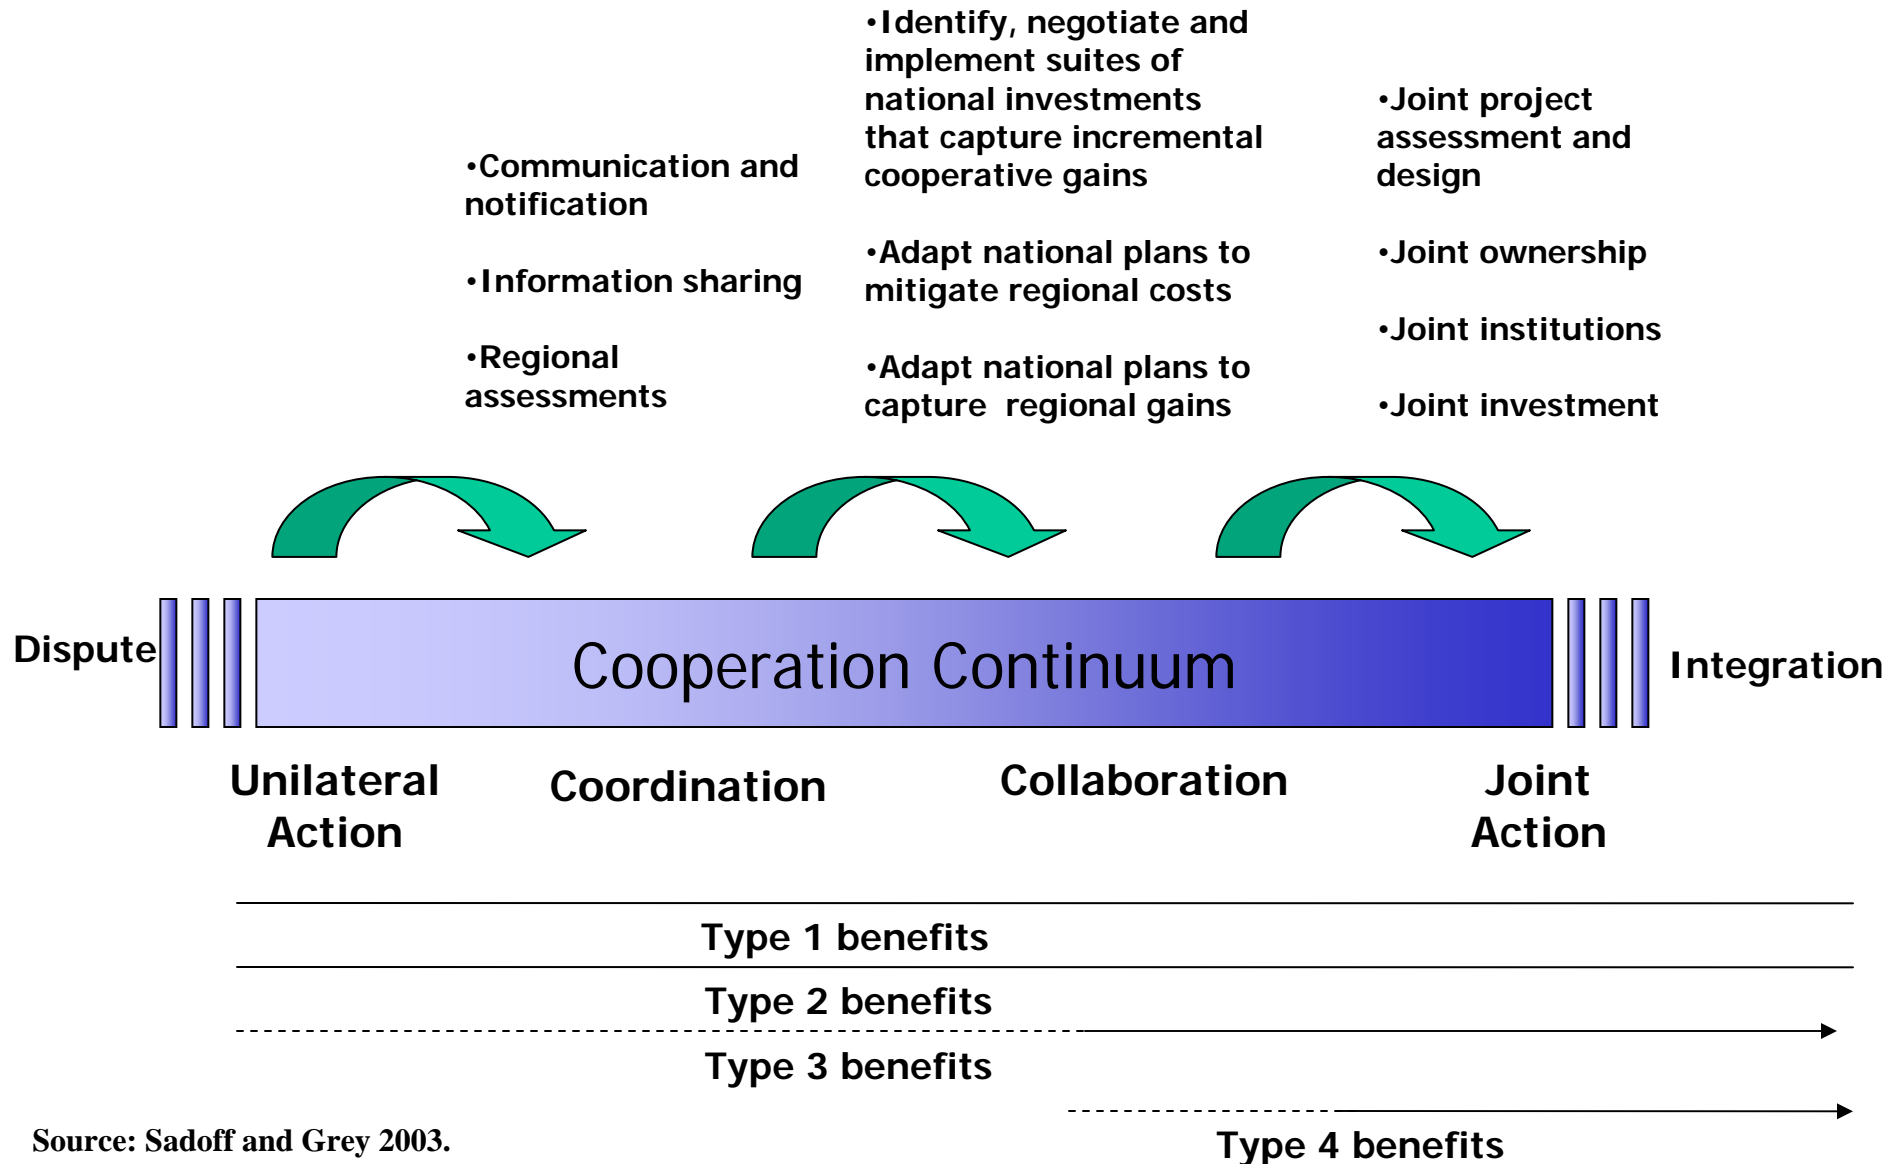 •Communication and
notification
•Information sharing
•Regional
assessments
•Identify, negotiate and
implement suites of
national investments
that capture incremental
cooperative gains
•Adapt national plans to
mitigate regional costs
•Adapt national plans to
capture regional gains
•Joint project
assessment and
design
•Joint ownership
•Joint institutions
•Joint investment
Dispute
Cooperation Continuum
Integration
Unilateral
Action
Coordination
Collaboration
Joint
Action
Type 1 benefits
Type 2 benefits
Type 3 benefits
Type 4 benefits
Source: Sadoff and Grey 2003.